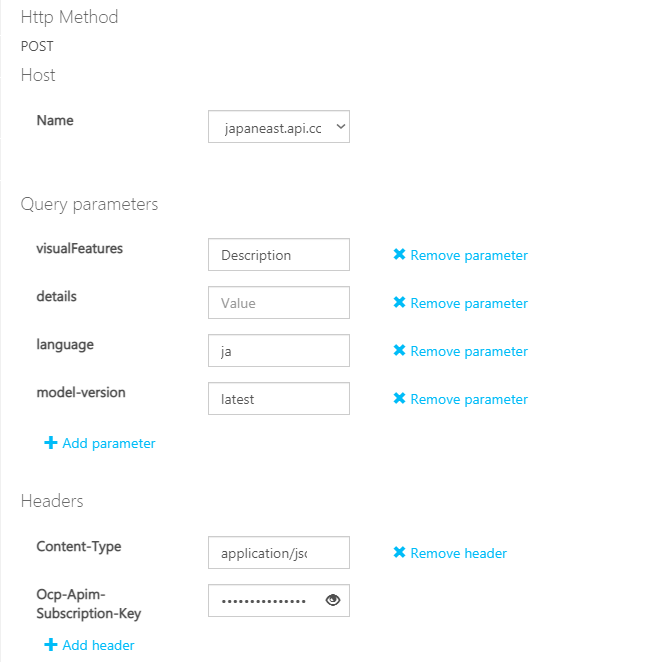 Http Method
POST
Host
Name
japaneast.api.cc
Query parameters
visualFeatures
Description
Remove parameter
details
Value
Remove parameter
language
ja
Remove parameter
model-version
latest
Remove parameter
Add parameter
Headers
Content-Type
application/jsc
Remove header
Ocp-Apim-
Subscription-Key
•••••••••••••••
Add header